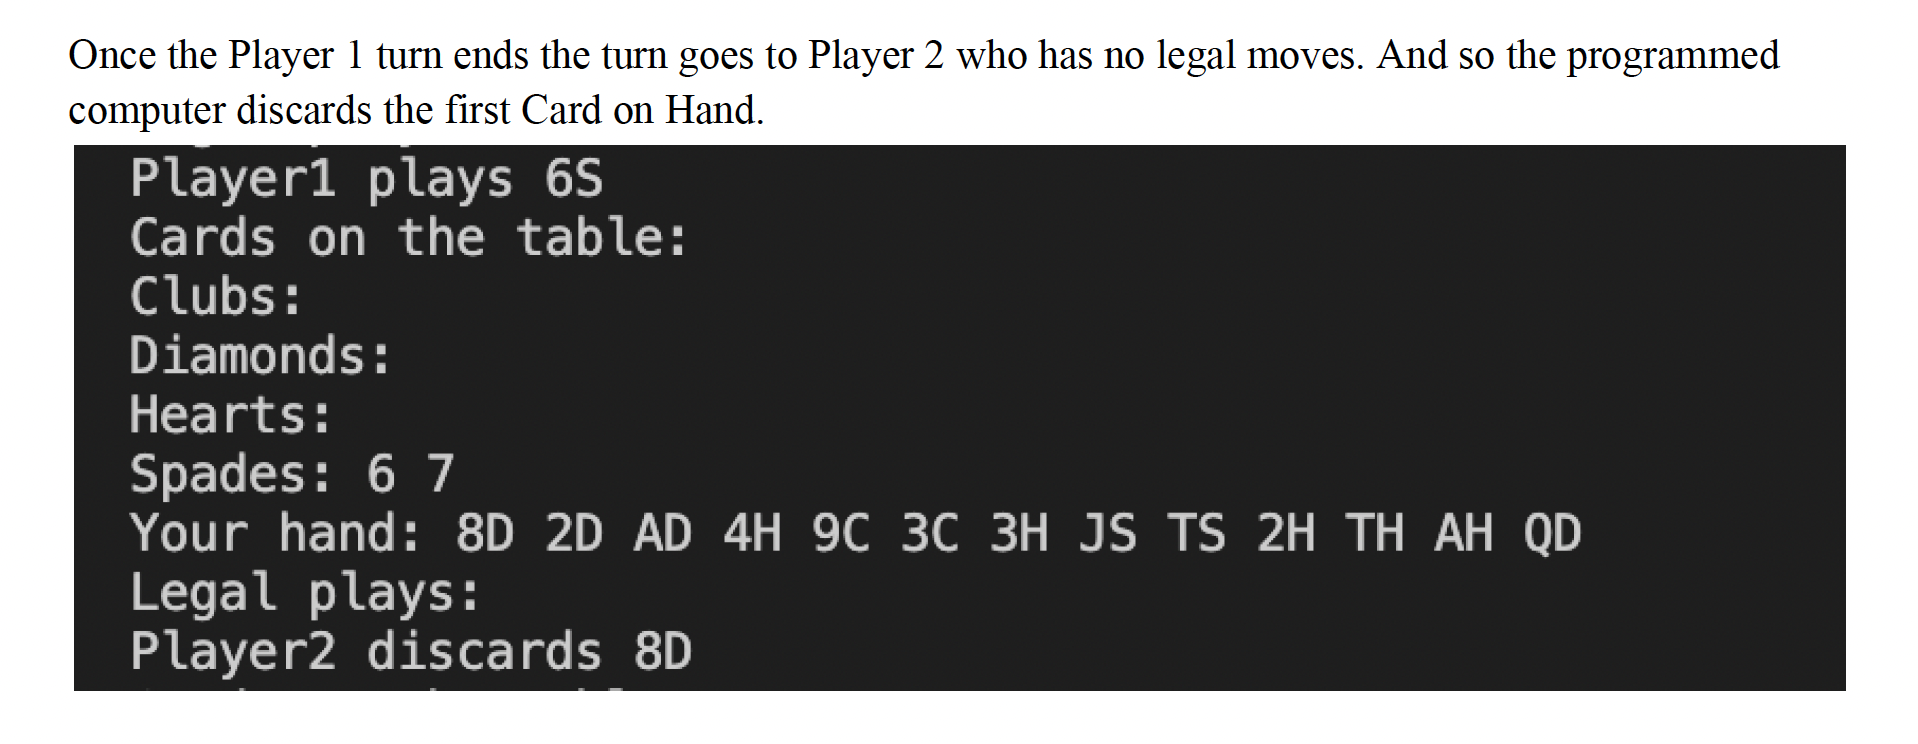 Once the Player 1 turn ends the turn goes to Player 2 who has no legal moves. And so the programmed
computer discards the first Card on Hand.
Player1 plays 6S
Cards on the table:
Clubs:
Diamonds:
Hearts:
Spades: 6 7
Your hand: 8D 2D AD 4H 9C 3C 3H JS TS 2H TH AH QD
Legal plays:
Player2 discards 8D